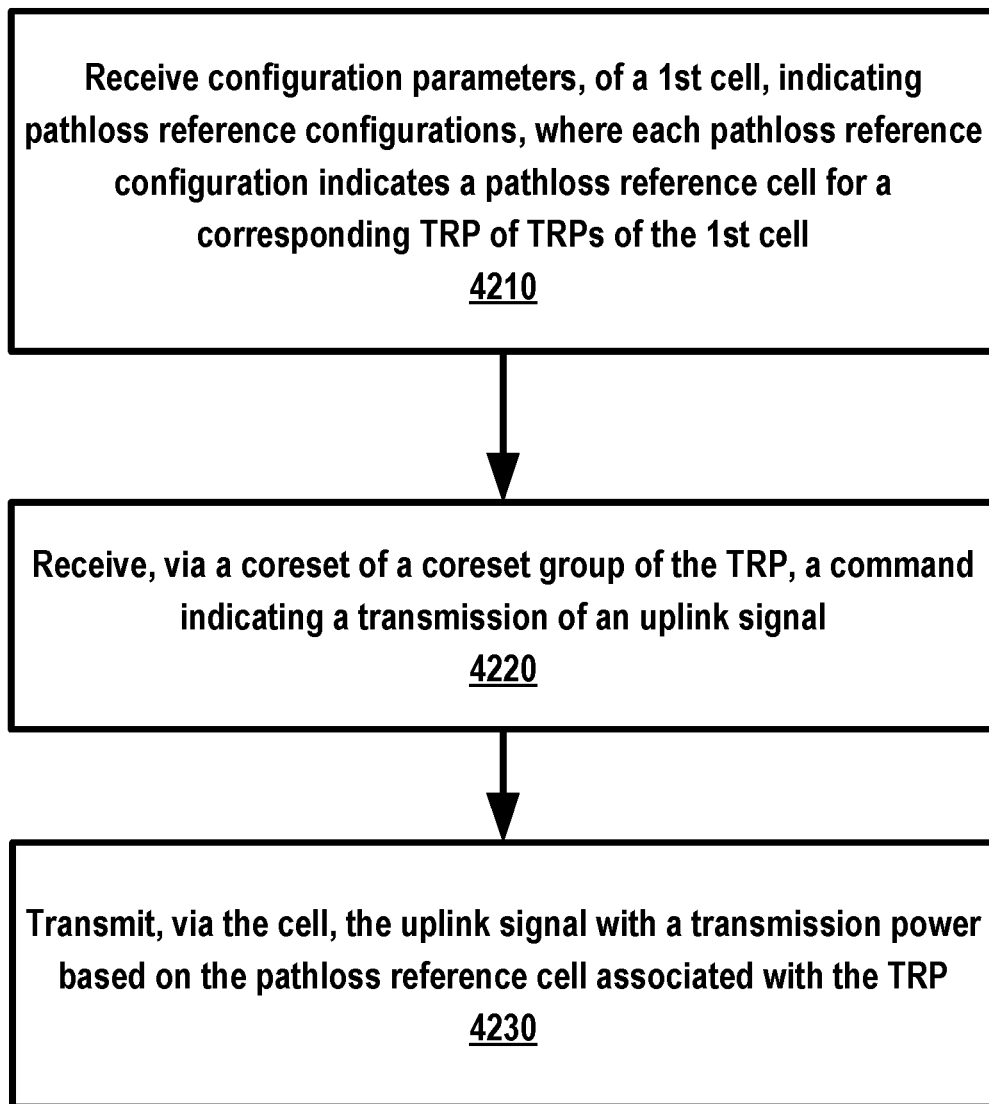 Receive configuration parameters, of a 1st cell, indicating
pathloss reference configurations, where each pathloss reference
configuration indicates a pathloss reference cell for a
corresponding TRP of TRPs of the 1st cell
4210
Receive, via a coreset of a coreset group of the TRP, a command
indicating a transmission of an uplink signal
4220
Transmit, via the cell, the uplink signal with a transmission power
based on the pathloss reference cell associated with the TRP
4230